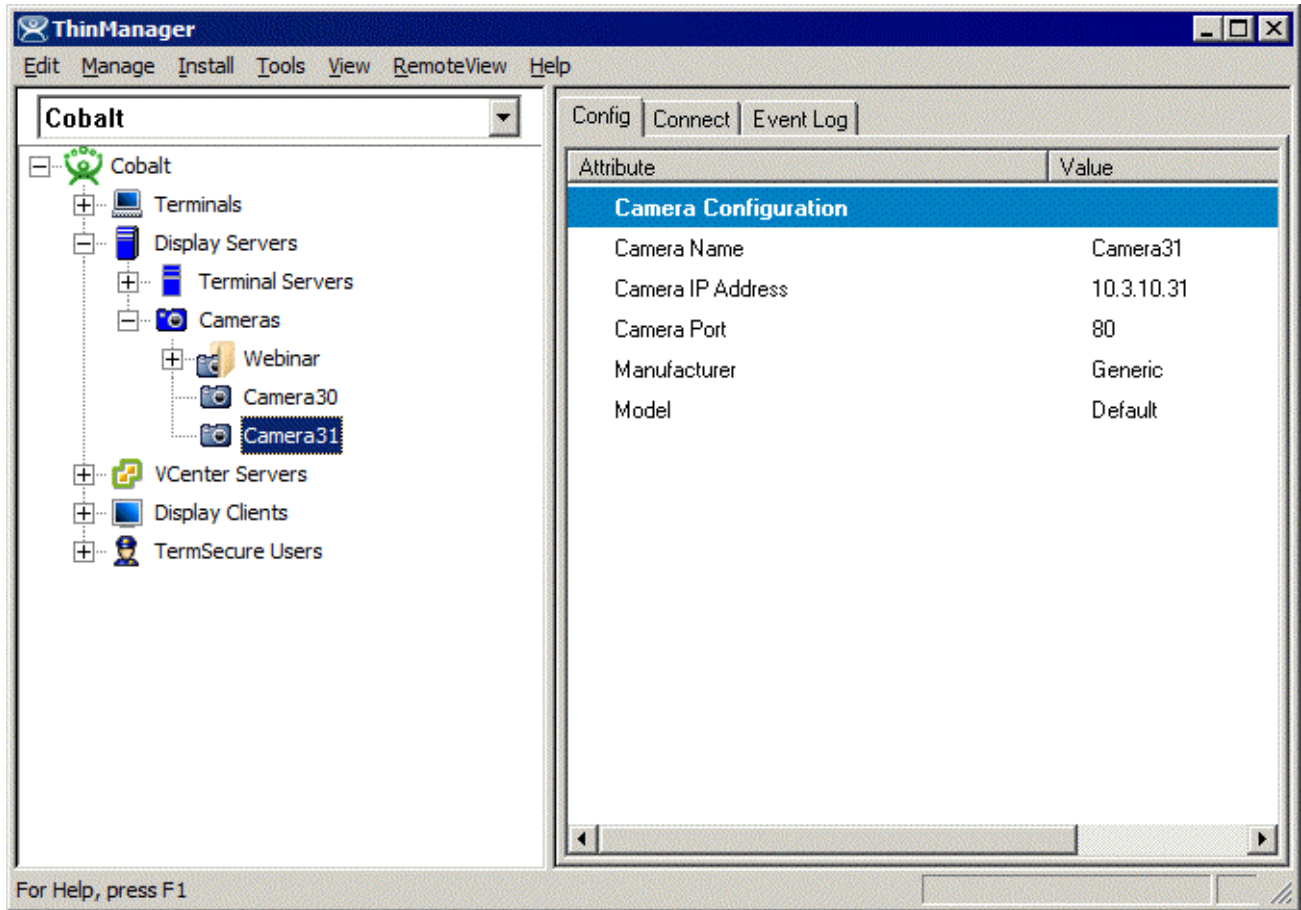 ThinManager
Edit Manage Install Tools View RemoteView Help
Cobalt
Cobalt
Terminals
Display Servers
Terminal Servers
Cameras
Webinar
Camera30
Camera31
VCenter Servers
Display Clients
TermSecure Users
Config Connect Event Log
Attribute Value
Camera Configuration
Camera Name Camera31
Camera IP Address 10.3.10.31
Camera Port 80
Manufacturer Generic
Model Default
For Help, press F1